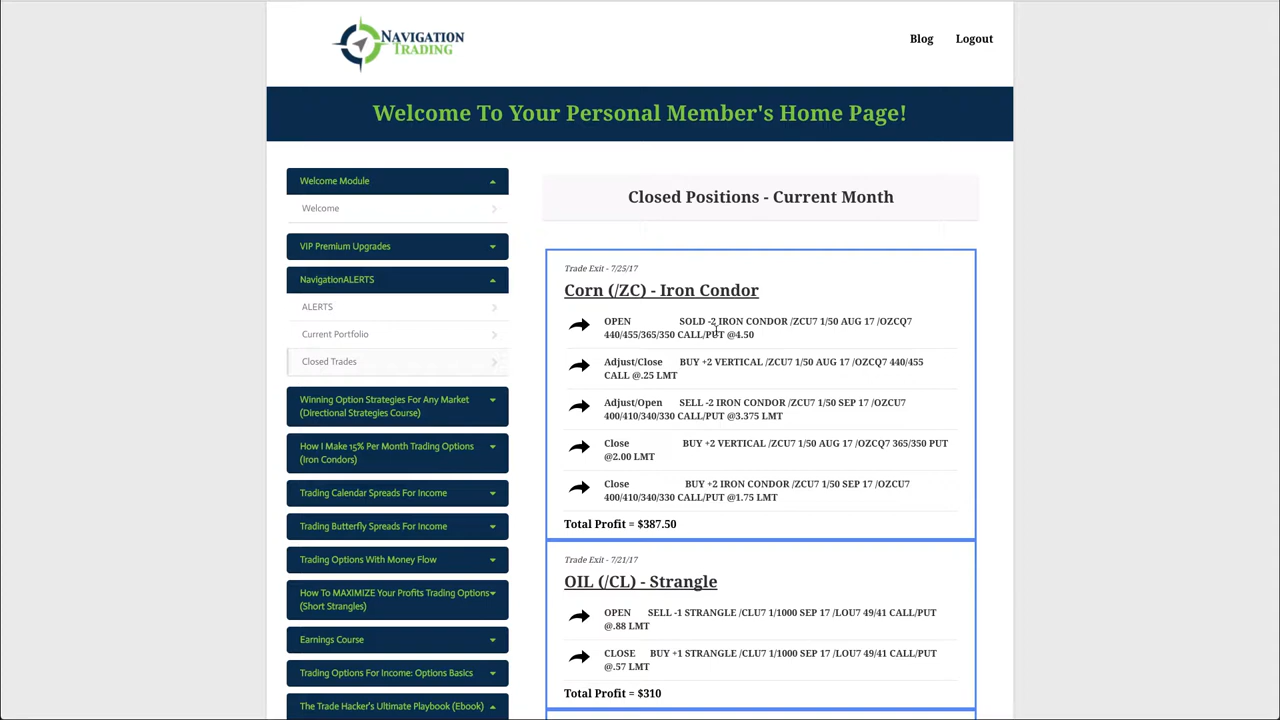 NAVIGATION
TRADING
Blog
Logout
Welcome To Your Personal Member's Home Page!
Welcome Module
Welcome
VIP Premium Upgrades
NavigationALERTS
ALERTS
Current Portfolio
Closed Trades
Winning Option Strategies For Any Market
(Directional Strategies Course)
How I Make 15% Per Month Trading Options
(Iron Condors)
Trading Calendar Spreads For Income
Trading Butterfly Spreads For Income
Trading Options With Money Flow
How To MAXIMIZE Your Profits Trading Options
(Short Strangles)
Earnings Course
Trading Options For Income: Options Basics
The Trade Hacker's Ultimate Playbook (Ebook)
Closed Positions - Current Month
Trade Exit - 7/25/17
Corn (/ZC) - Iron Condor
OPEN SOLD -2 IRON CONDOR /ZCU7 1/50 AUG 17 /OZCQ7
440/455/365/350 CALL/PUT @4.50
Adjust/Close BUY +2 VERTICAL /ZCU7 1/50 AUG 17 /OZCQ7 440/455
CALL @.25 LMT
Adjust/Open SELL -2 IRON CONDOR /ZCU7 1/50 SEP 17 /OZCU7
400/410/340/330 CALL/PUT @3.375 LMT
Close BUY +2 VERTICAL /ZCU7 1/50 AUG 17 /OZCQ7 365/350 PUT
@2.00 LMT
Close BUY +2 IRON CONDOR /ZCU7 1/50 SEP 17 /OZCU7
400/410/340/330 CALL/PUT @1.75 LMT
Total Profit = $387.50
Trade Exit - 7/21/17
OIL (/CL) - Strangle
OPEN SELL -1 STRANGLE /CLU7 1/1000 SEP 17 /LOU7 49/41 CALL/PUT
@.88 LMT
CLOSE BUY +1 STRANGLE /CLU7 1/1000 SEP 17 /LOU7 49/41 CALL/PUT
@.57 LMT
Total Profit = $310